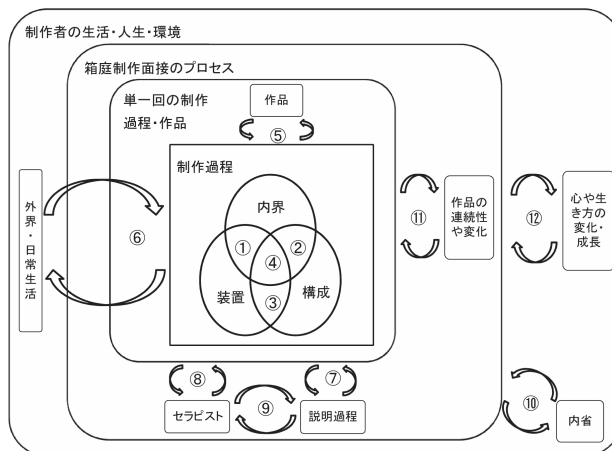 制作者の生活・人生・環境
箱庭制作面接のプロセス
単一回の制作
過程・作品
作品
⑤
制作過程
内界
①
②
④
装置
③
構成
外界・日常生活
⑥
⑪
作品の
連続性
や変化
⑫
心や生
き方の
変化・
成長
⑧
⑦
セラピスト
⑨
説明過程
⑩
内省